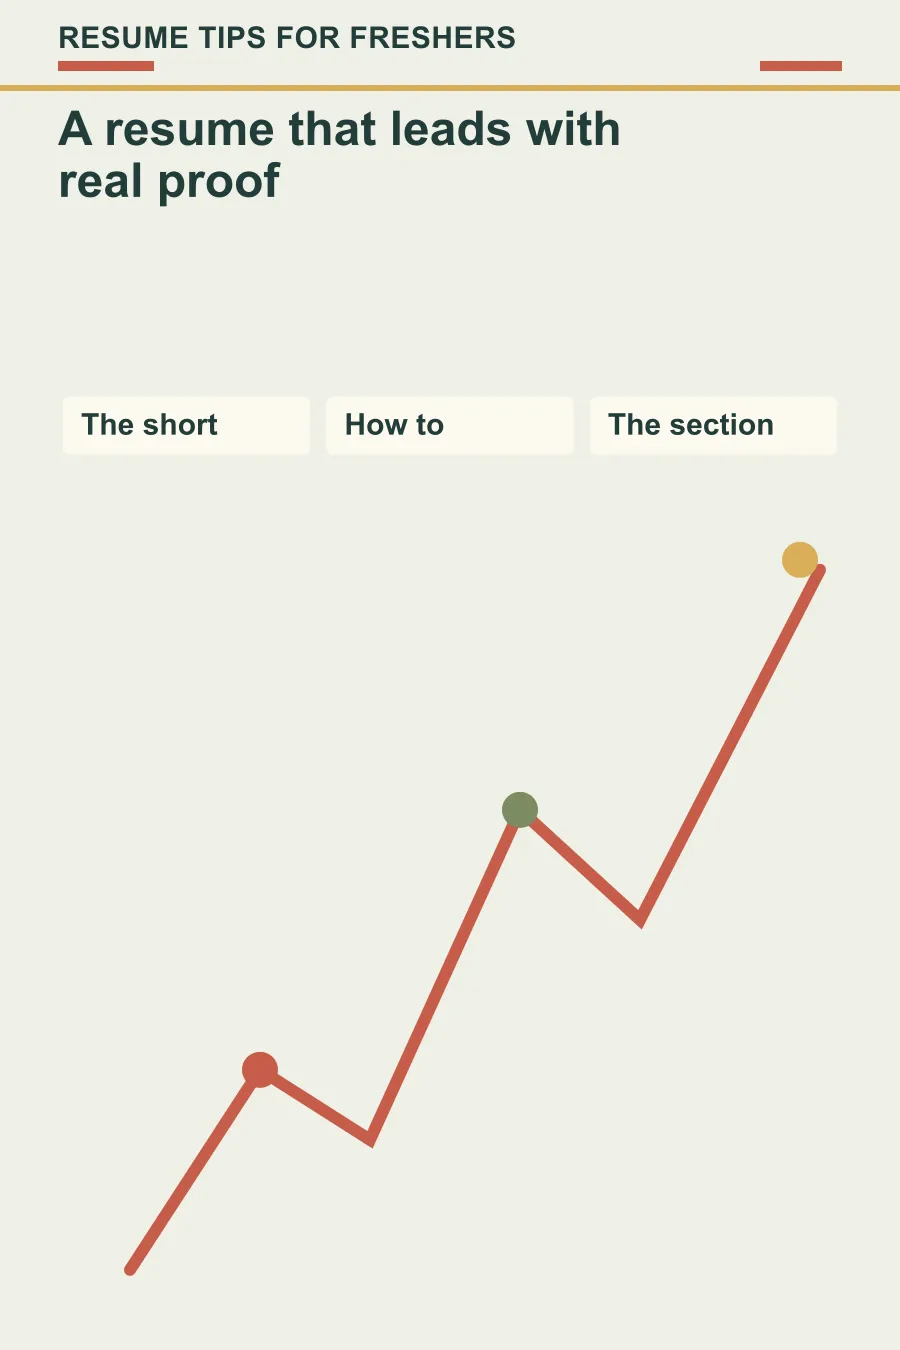 RESUME TIPS FOR FRESHERS
A resume that leads with
real proof
The short
How to
The section